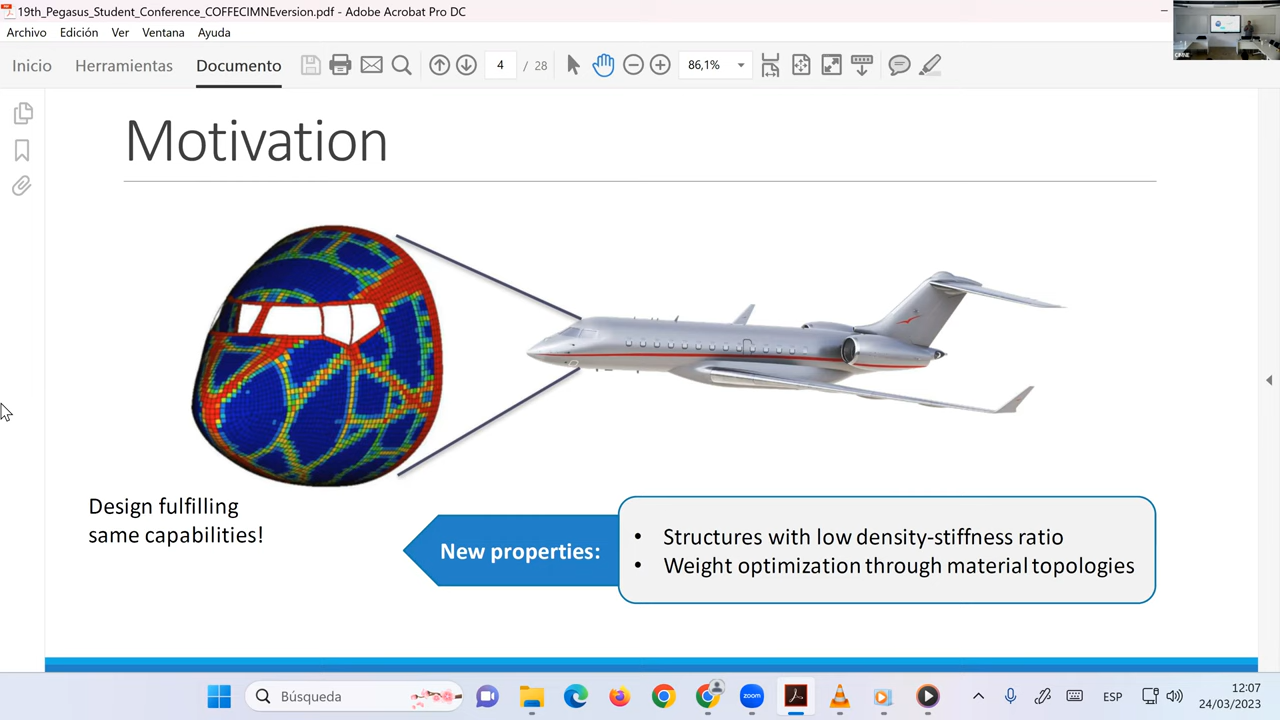 19th_Pegasus_Student_Conference_COFFECIMNEversion.pdf - Adobe Acrobat Pro DC
Archivo Edición Ver Ventana Ayuda
Inicio Herramientas Documento 4 / 28 86,1%
CIMNE
Motivation
Design fulfilling
same capabilities!
New properties:
• Structures with low density-stiffness ratio
• Weight optimization through material topologies
Búsqueda
zoom
ESP
12:07
24/03/2023